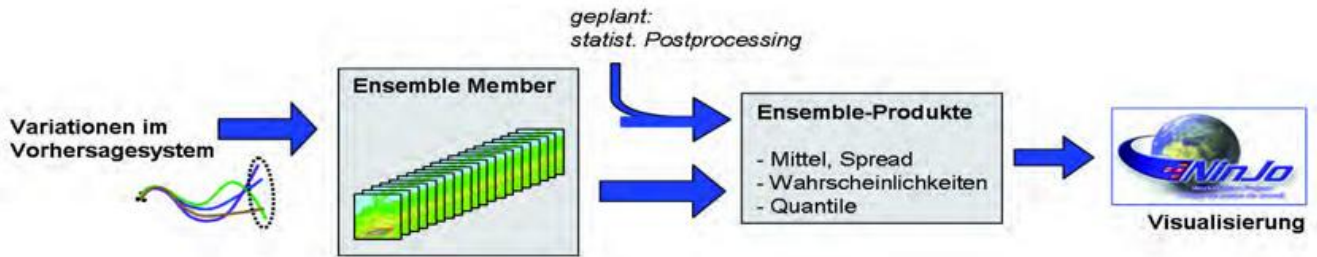 geplant:
statist. Postprocessing
Variationen im
Vorhersagesystem
Ensemble Member
Ensemble-Produkte
- Mittel, Spread
- Wahrscheinlichkeiten
- Quantile
NinJo
Visualisierung